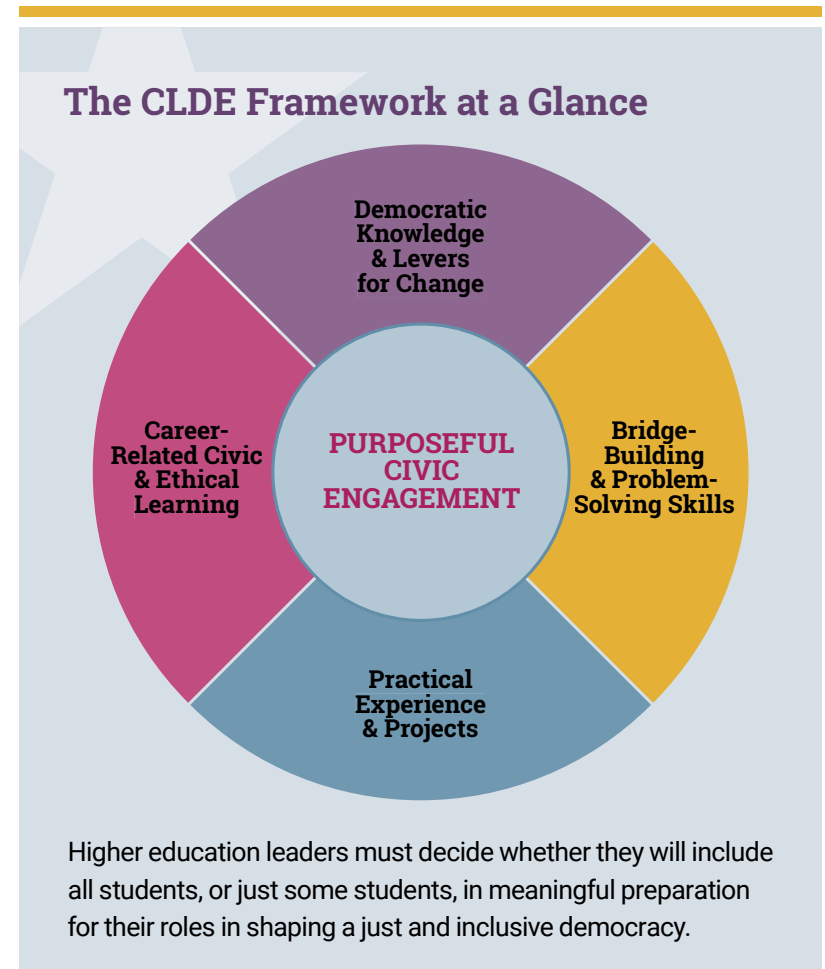 The CLDE Framework at a Glance
Democratic
Knowledge
& Levers
for Change
Career-
Related Civic
& Ethical
Learning
PURPOSEFUL
CIVIC
ENGAGEMENT
Bridge-
Building
& Problem-
Solving Skills
Practical
Experience
& Projects
Higher education leaders must decide whether they will include
all students, or just some students, in meaningful preparation
for their roles in shaping a just and inclusive democracy.